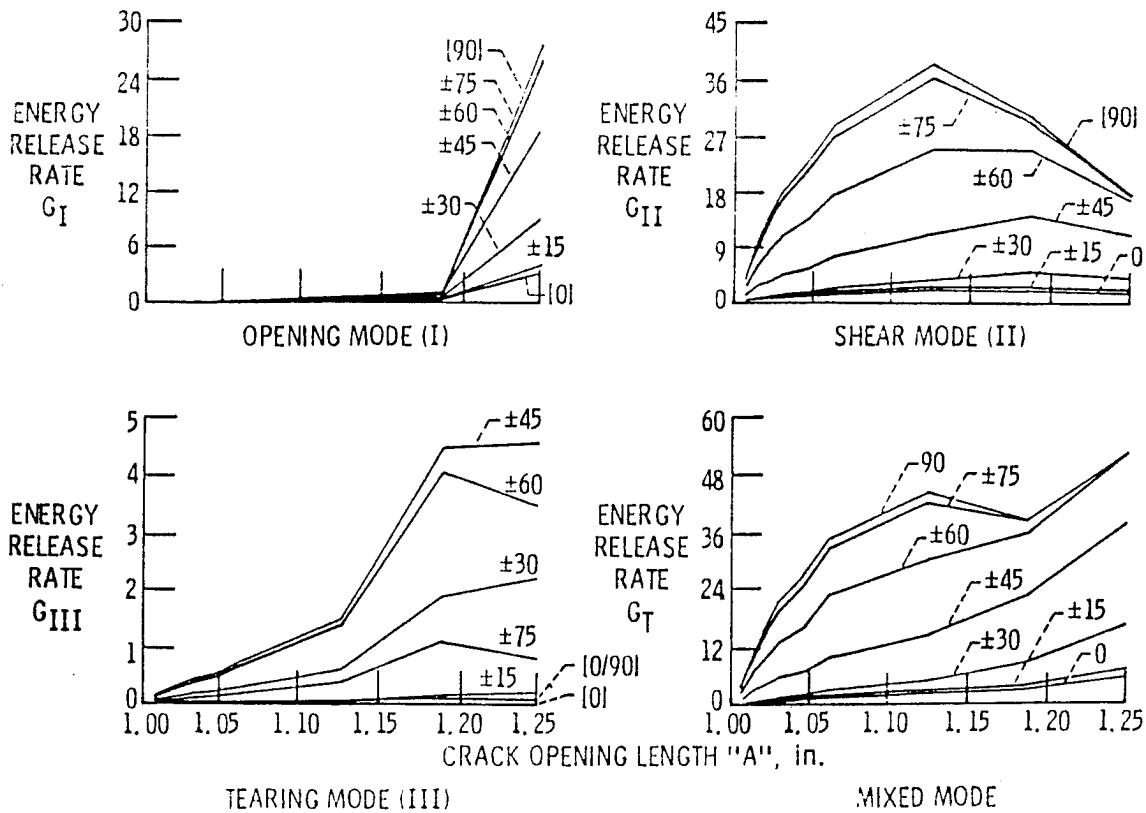 30
24
18
12
6
0
ENERGY
RELEASE
RATE
GI
[90]
±75
±60
±45
±30
±15
[0]
OPENING MODE (I)
45
36
27
18
9
0
ENERGY
RELEASE
RATE
GII
±75
[90]
±60
±45
±30
±15
0
SHEAR MODE (II)
5
4
3
2
1
0
ENERGY
RELEASE
RATE
GIII
±45
±60
±30
±75
±15
[0/90]
[0]
1.00 1.05 1.10 1.15 1.20 1.25
60
48
36
24
12
0
ENERGY
RELEASE
RATE
GT
90
±75
±60
±45
±30
±15
0
1.00 1.05 1.10 1.15 1.20 1.25
CRACK OPENING LENGTH "A", in.
TEARING MODE (III)
MIXED MODE